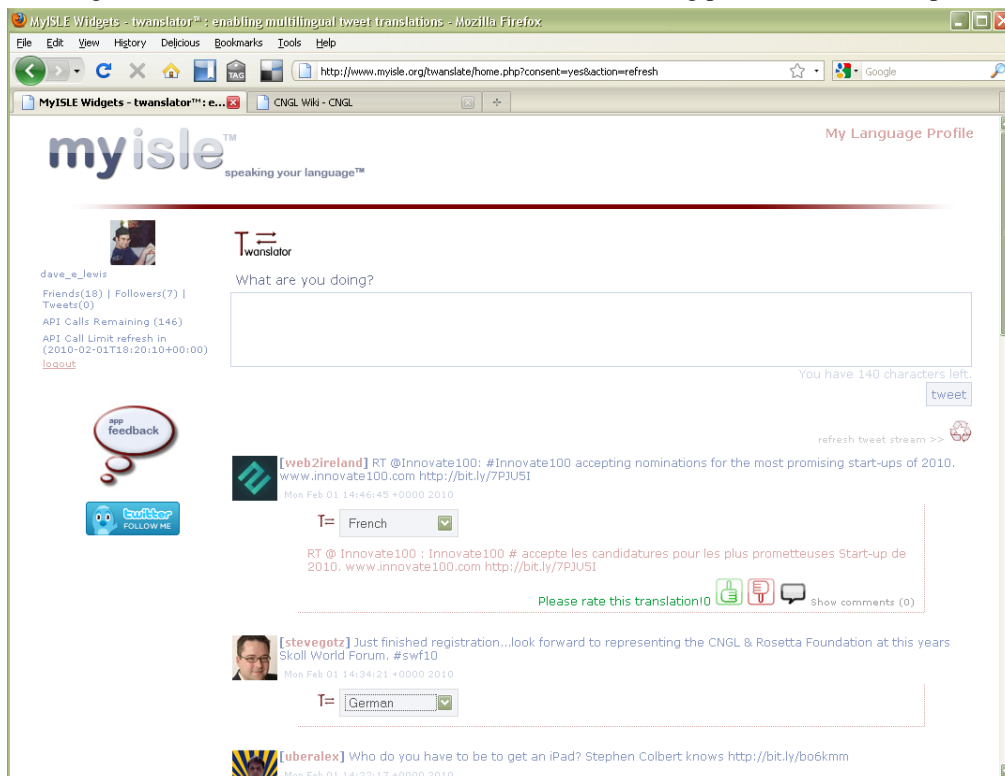 MyISLE Widgets - twanslator™ : enabling multilingual tweet translations - Mozilla Firefox
File Edit View History Delicious Bookmarks Tools Help
TAG
http://www.myisle.org/twanslate/home.php?consent=yes&action=refresh
Google
MyISLE Widgets - twanslator™: e...
CNGL Wiki - CNGL
myisle™
speaking your language™
My Language Profile
Twanslator
dave_e_lewis
What are you doing?
Friends(18) | Followers(7) |
Tweets(0)
API Calls Remaining (146)
API Call Limit refresh in
(2010-02-01T18:20:10+00:00)
logout
You have 140 characters left.
tweet
app
feedback
refresh tweet stream >>
[web2ireland] RT @Innovate100: #Innovate100 accepting nominations for the most promising start-ups of 2010.
www.innovate100.com http://bit.ly/7PJU5I
Mon Feb 01 14:46:45 +0000 2010
twitter
FOLLOW ME
T= French
RT @ Innovate100 : Innovate100 # accepte les candidatures pour les plus prometteuses Start-up de
2010. www.innovate100.com http://bit.ly/7PJU5I
Please rate this translation!0
Show comments (0)
[stevegotz] Just finished registration...look forward to representing the CNGL & Rosetta Foundation at this years
Skoll World Forum. #swf10
Mon Feb 01 14:34:21 +0000 2010
T= German
[uberalex] Who do you have to be to get an iPad? Stephen Colbert knows http://bit.ly/bo6kmm
Mon Feb 01 14:22:17 +0000 2010